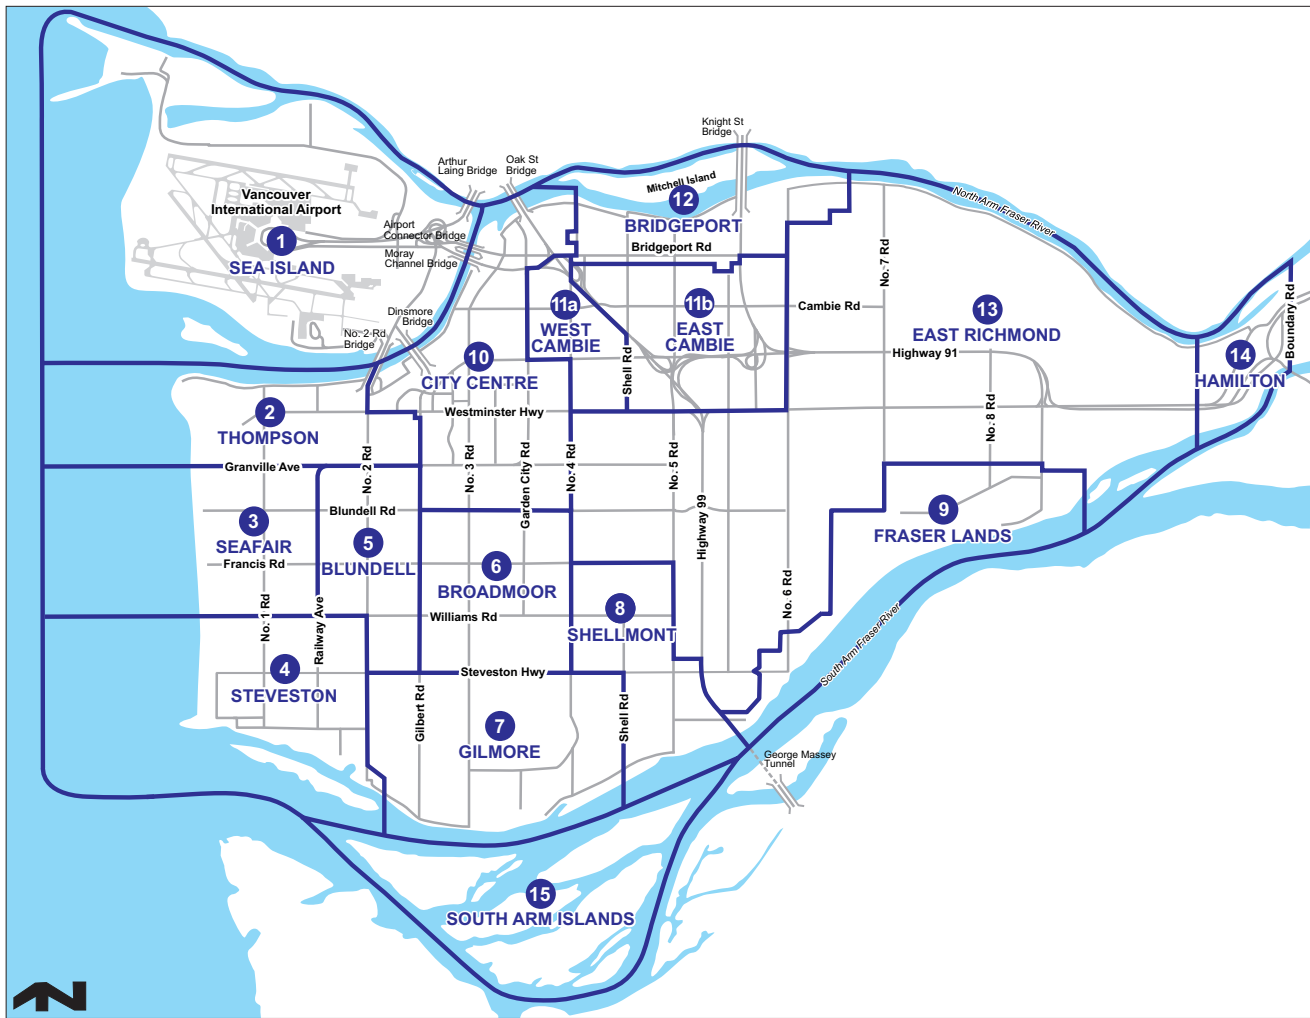 Knight St
Bridge
Arthur
Laing Bridge
Oak St
Bridge
Mitchell Island
12
BRIDGEPORT
Bridgeport Rd
North Arm Fraser River
Vancouver
International Airport
1
SEA ISLAND
Airport
Connector Bridge
Moray
Channel Bridge
Dinsmore
Bridge
No. 2 Rd
Bridge
11a
WEST
CAMBIE
11b
EAST
CAMBIE
Cambie Rd
No. 7 Rd
13
EAST RICHMOND
Highway 91
Boundary Rd
14
HAMILTON
10
CITY CENTRE
Shell Rd
Westminster Hwy
2
THOMPSON
Granville Ave
No. 2 Rd
No. 3 Rd
Garden City Rd
No. 4 Rd
No. 5 Rd
Highway 99
No. 8 Rd
Blundell Rd
3
SEAFAIR
Francis Rd
5
BLUNDELL
6
BROADMOOR
9
FRASER LANDS
No. 1 Rd
Railway Ave
Williams Rd
8
SHELLMONT
No. 6 Rd
South Arm Fraser River
4
STEVESTON
Steveston Hwy
Gilbert Rd
7
GILMORE
Shell Rd
George Massey
Tunnel
15
SOUTH ARM ISLANDS
N